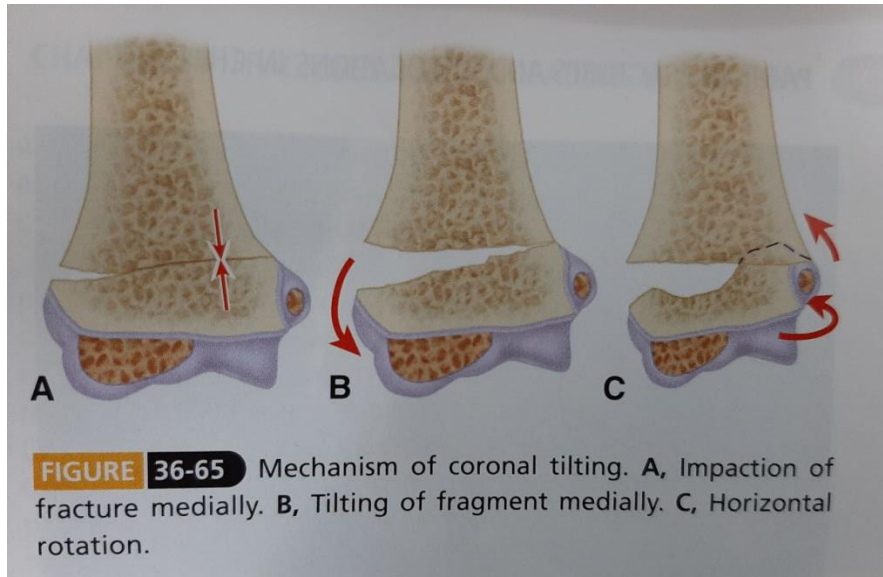 A
B
C
FIGURE 36-65 Mechanism of coronal tilting. A, Impaction of
fracture medially. B, Tilting of fragment medially. C, Horizontal
rotation.